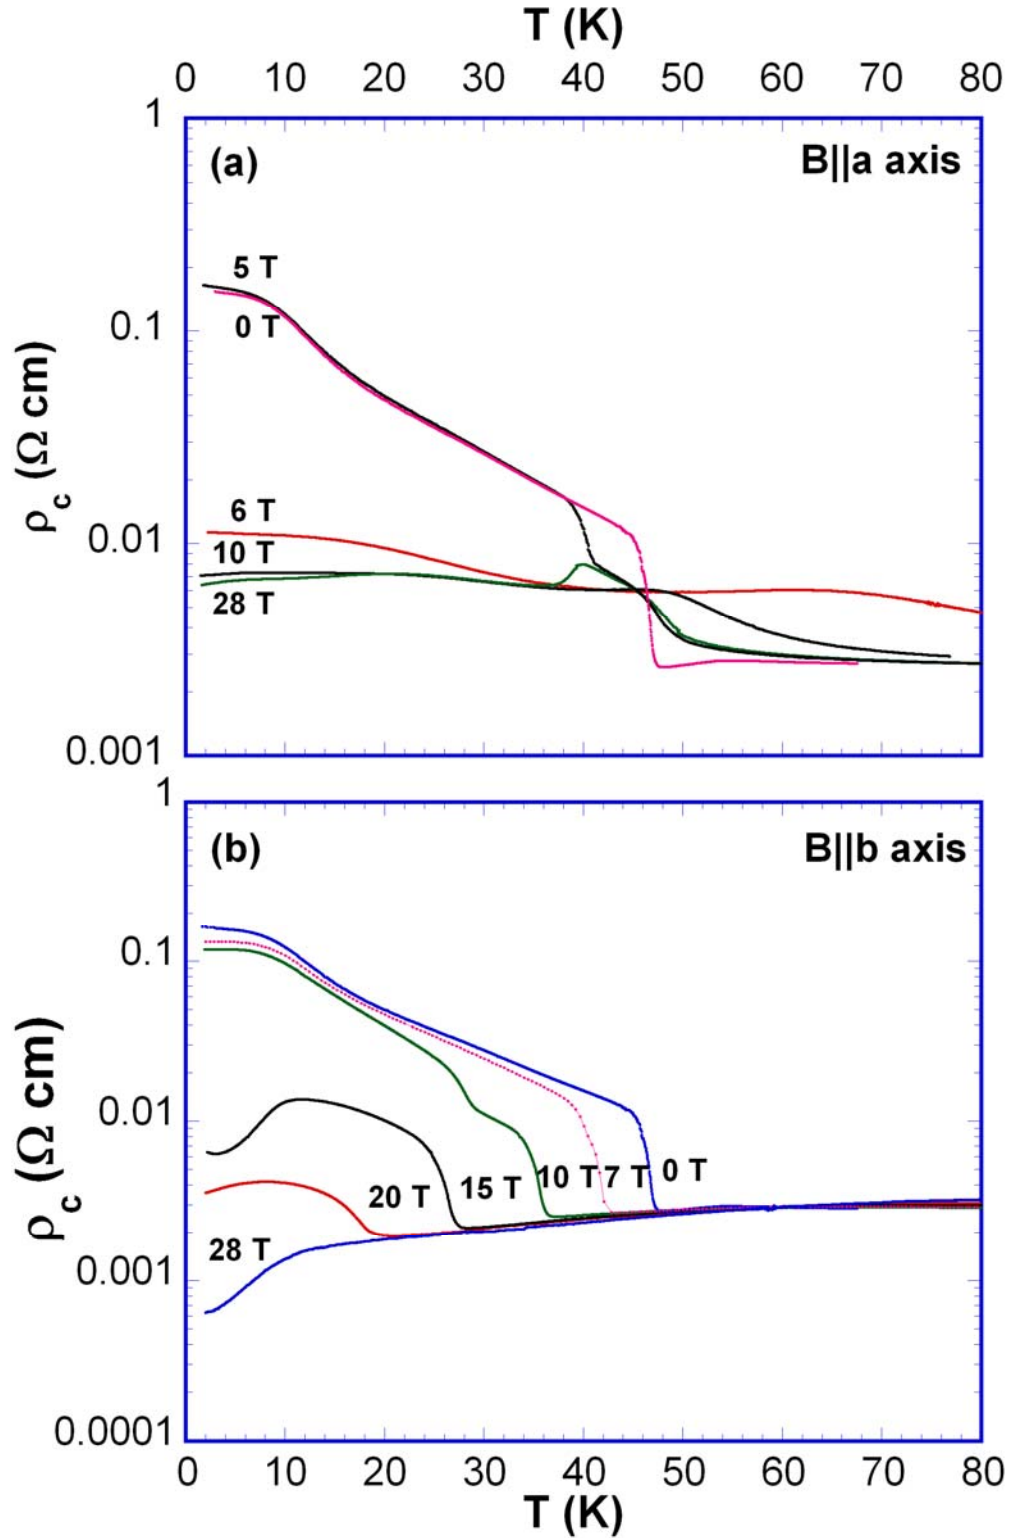 T (K)
0 10 20 30 40 50 60 70 80
1
(a) B||a axis
5 T
0.1
0 T
ρc (Ω cm)
6 T
0.01
10 T
28 T
0.001
1
(b) B||b axis
0.1
ρc (Ω cm)
0.01
20 T 15 T 10 T 7 T 0 T
28 T
0.001
0.0001
0 10 20 30 40 50 60 70 80
T (K)